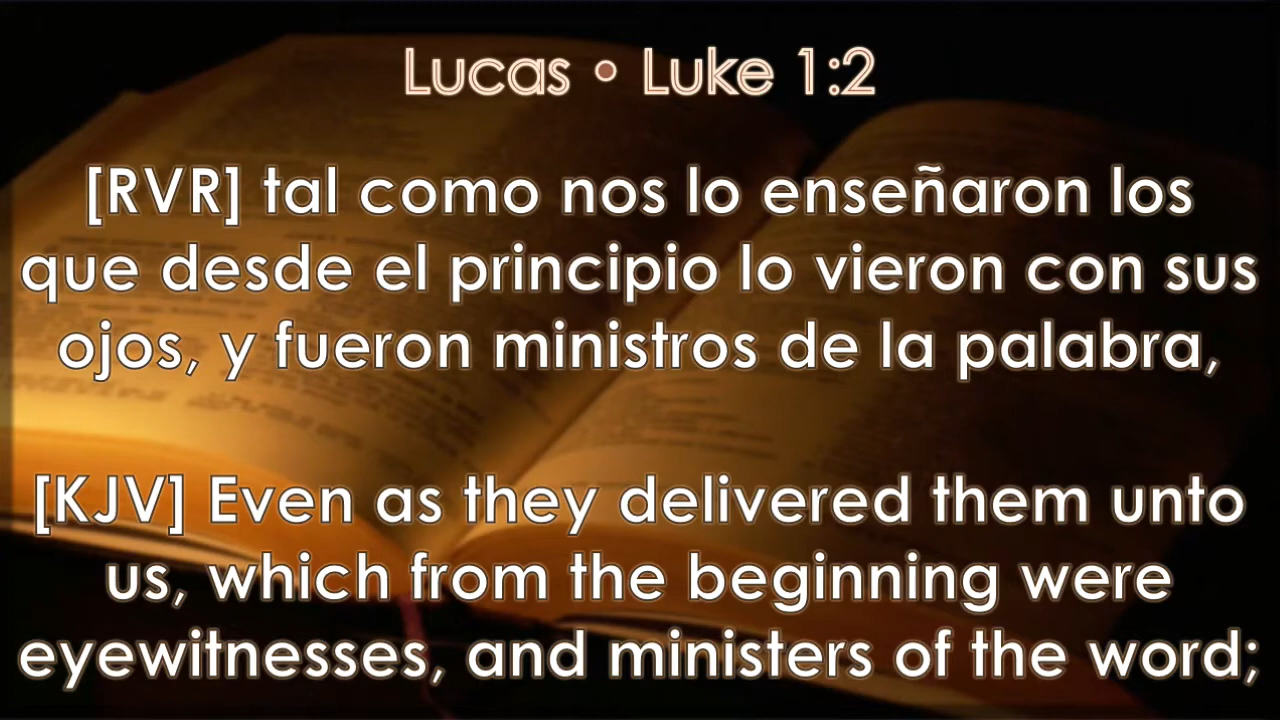 Lucas • Luke 1:2
[RVR] tal como nos lo enseñaron los
que desde el principio lo vieron con sus
ojos, y fueron ministros de la palabra,
[KJV] Even as they delivered them unto
us, which from the beginning were
eyewitnesses, and ministers of the word;